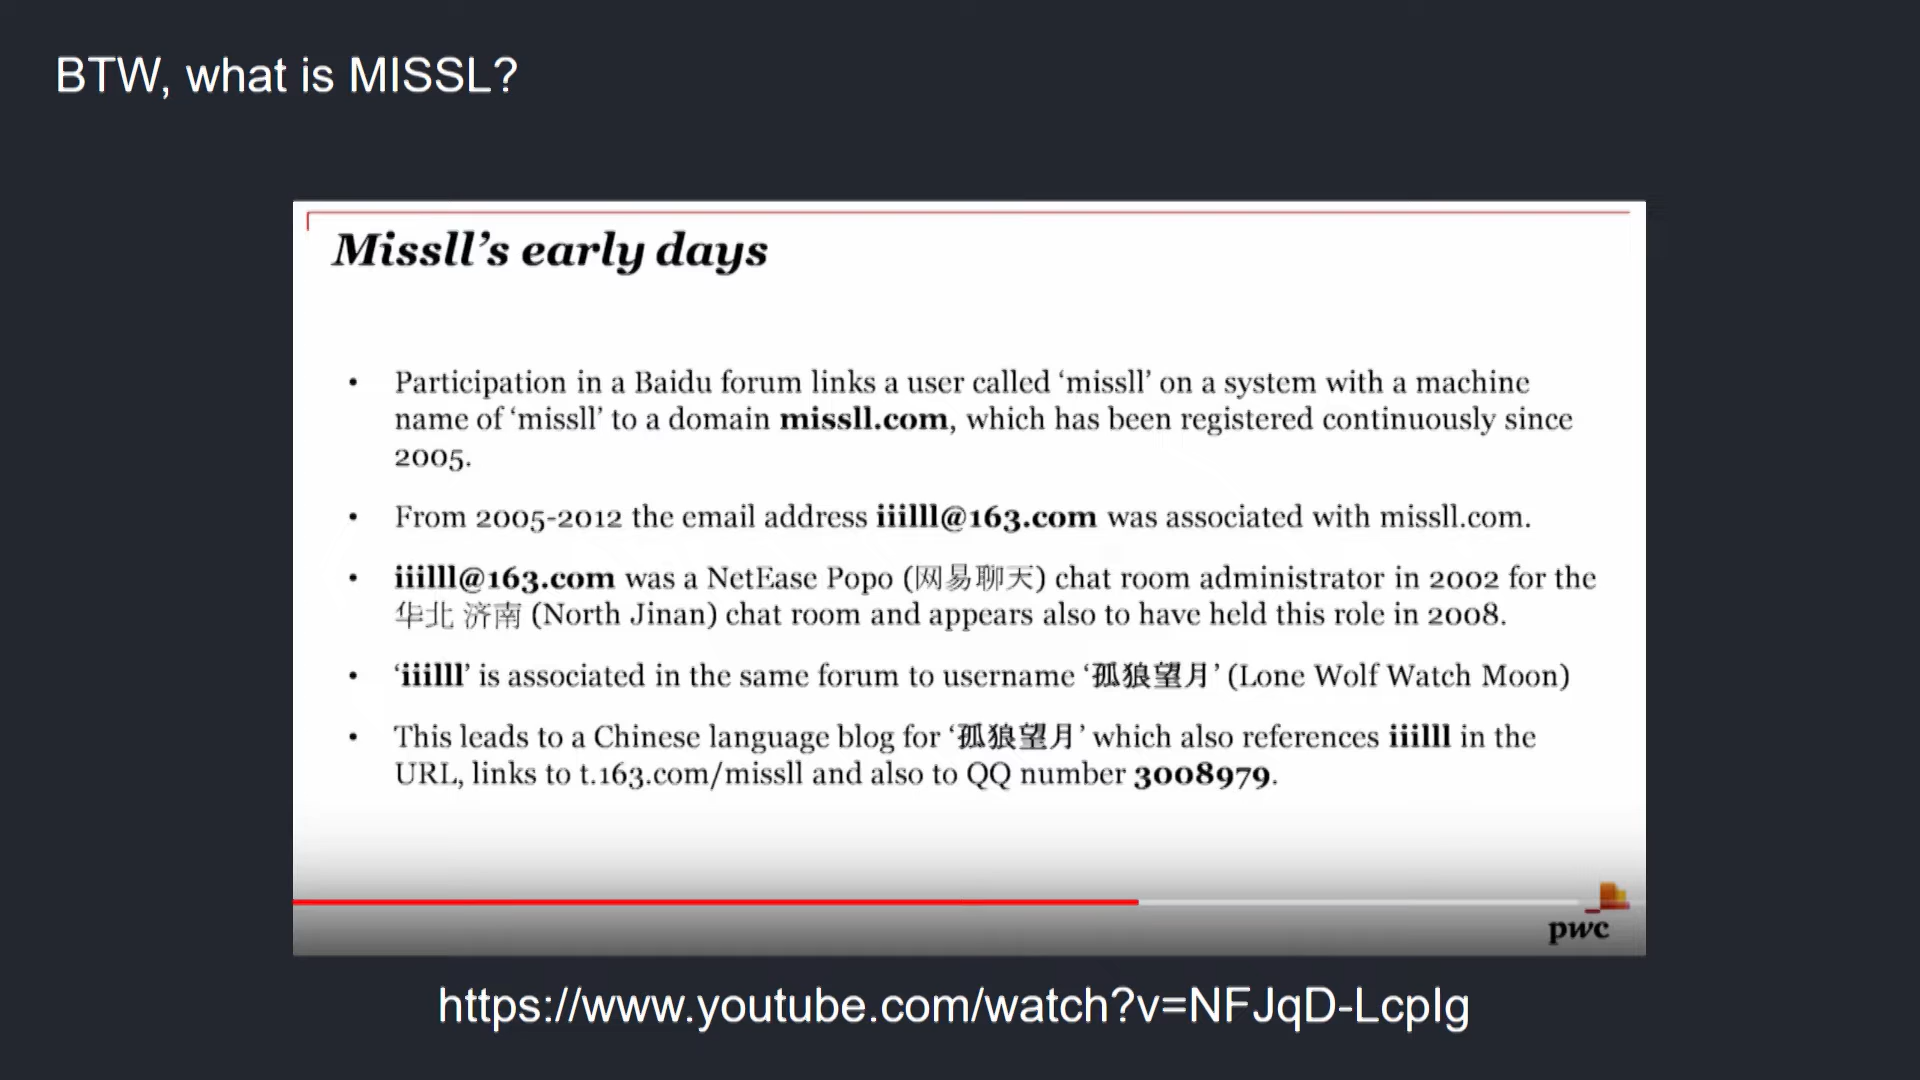 BTW, what is MISSL?
Missll’s early days
• Participation in a Baidu forum links a user called ‘missll’ on a system with a machine
name of ‘missll’ to a domain missll.com, which has been registered continuously since
2005.
• From 2005-2012 the email address iiilll@163.com was associated with missll.com.
• iiilll@163.com was a NetEase Popo (网易聊天) chat room administrator in 2002 for the
华北 济南 (North Jinan) chat room and appears also to have held this role in 2008.
• ‘iiilll’ is associated in the same forum to username ‘孤狼望月’ (Lone Wolf Watch Moon)
• This leads to a Chinese language blog for ‘孤狼望月’ which also references iiilll in the
URL, links to t.163.com/missll and also to QQ number 3008979.
pwc
https://www.youtube.com/watch?v=NFJqD-LcpIg